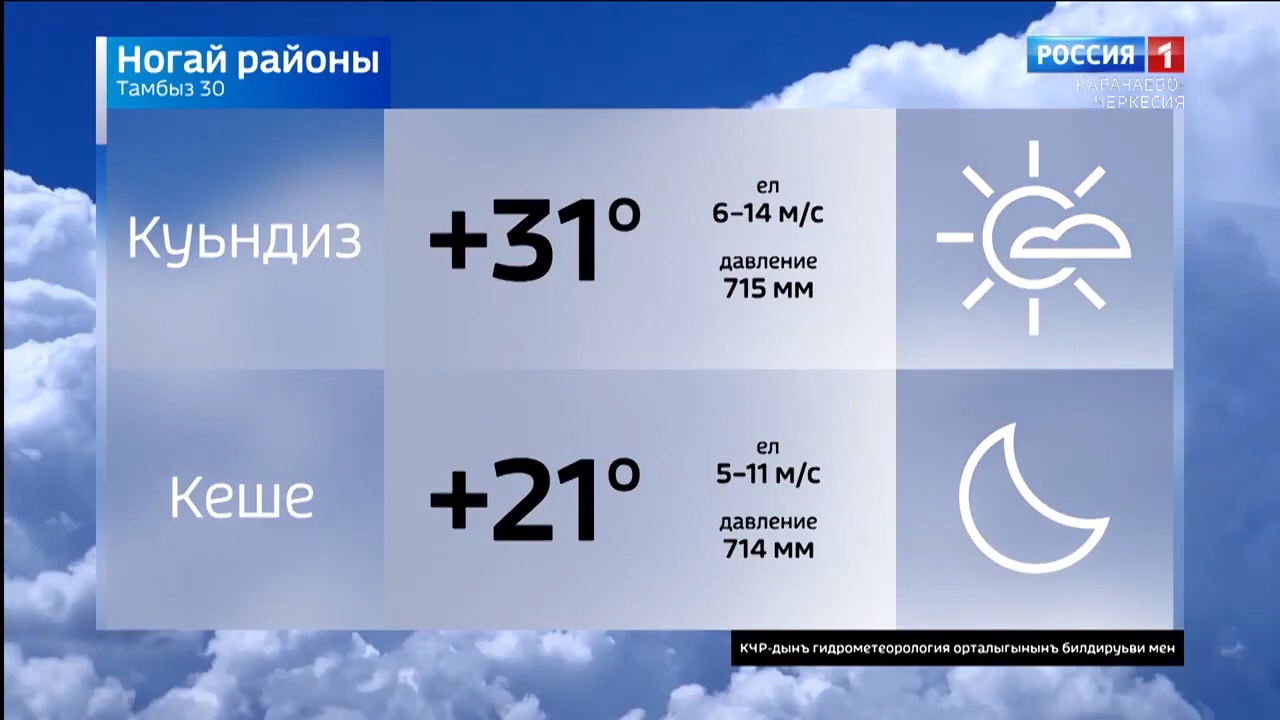 Ногай районы
Тамбыз 30
РОССИЯ 1
КАРАЧАЕВО-
ЧЕРКЕСИЯ
Куьндиз
+31°
ел
6–14 м/с
давление
715 мм
Кеше
+21°
ел
5–11 м/с
давление
714 мм
КЧР-дынъ гидрометеорология орталыгынынъ билдируьви мен